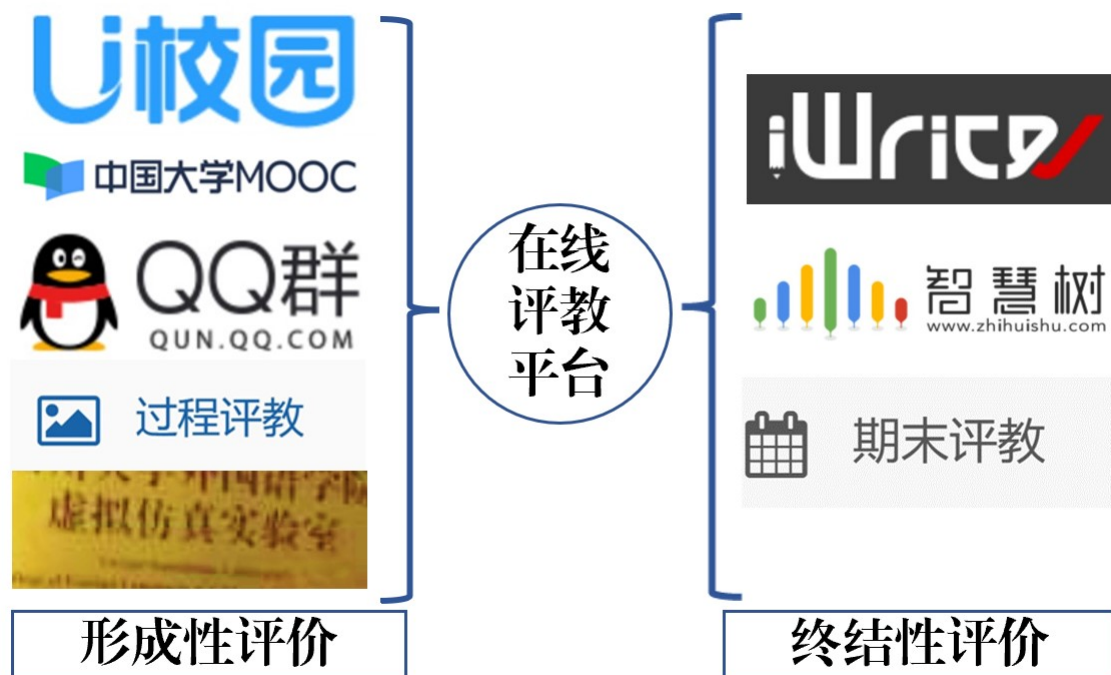 U校园
中国大学MOOC
QQ群
QUN.QQ.COM
过程评教
虚拟仿真实验室
形成性评价
在线
评教
平台
iWrite
智慧树
www.zhihuishu.com
期末评教
终结性评价